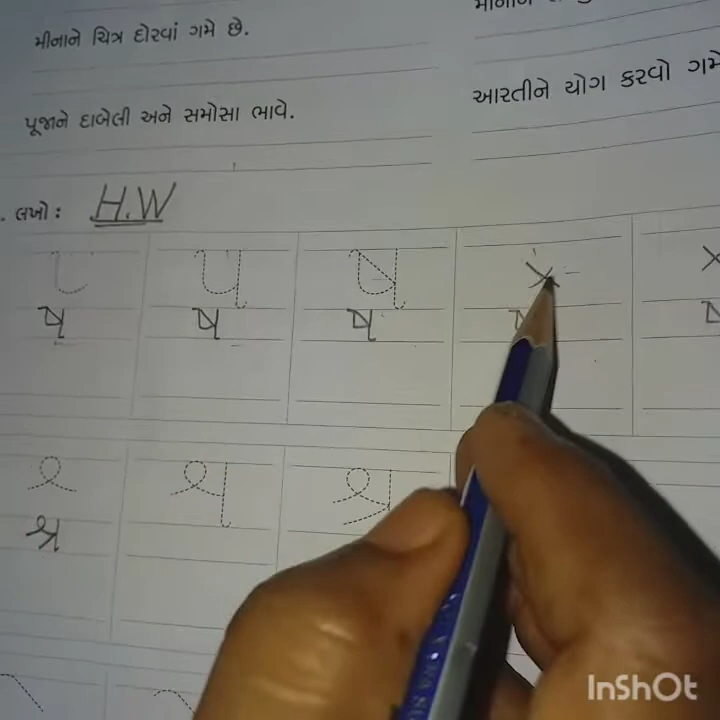 મીનાને ચિત્ર દોરવાં ગમે છે.
પૂજાને દાબેલી અને સમોસા ભાવે.
આરતીને યોગ કરવો ગમે
લખો : H.W
પ ષ
ષ ષ ષ
શ્ર
શ્ર
InShOt